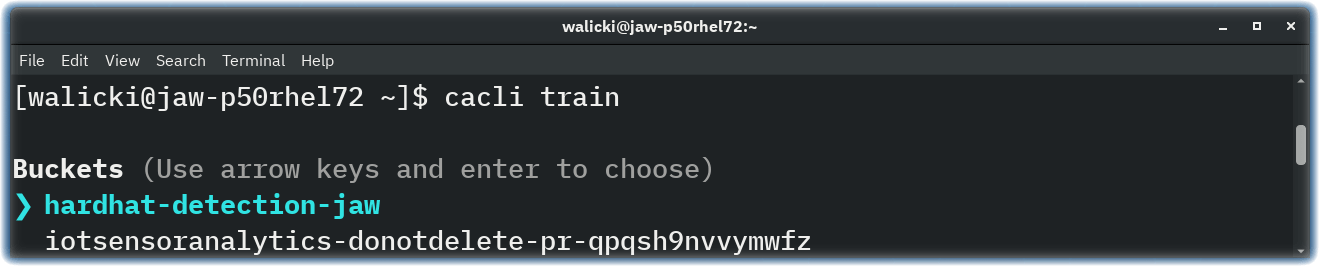 walicki@jaw-p50rhel72:~
File Edit View Search Terminal Help
[walicki@jaw-p50rhel72 ~]$ cacli train
Buckets (Use arrow keys and enter to choose)
❯ hardhat-detection-jaw
iotsensoranalytics-donotdelete-pr-qpqsh9nvvymwfz